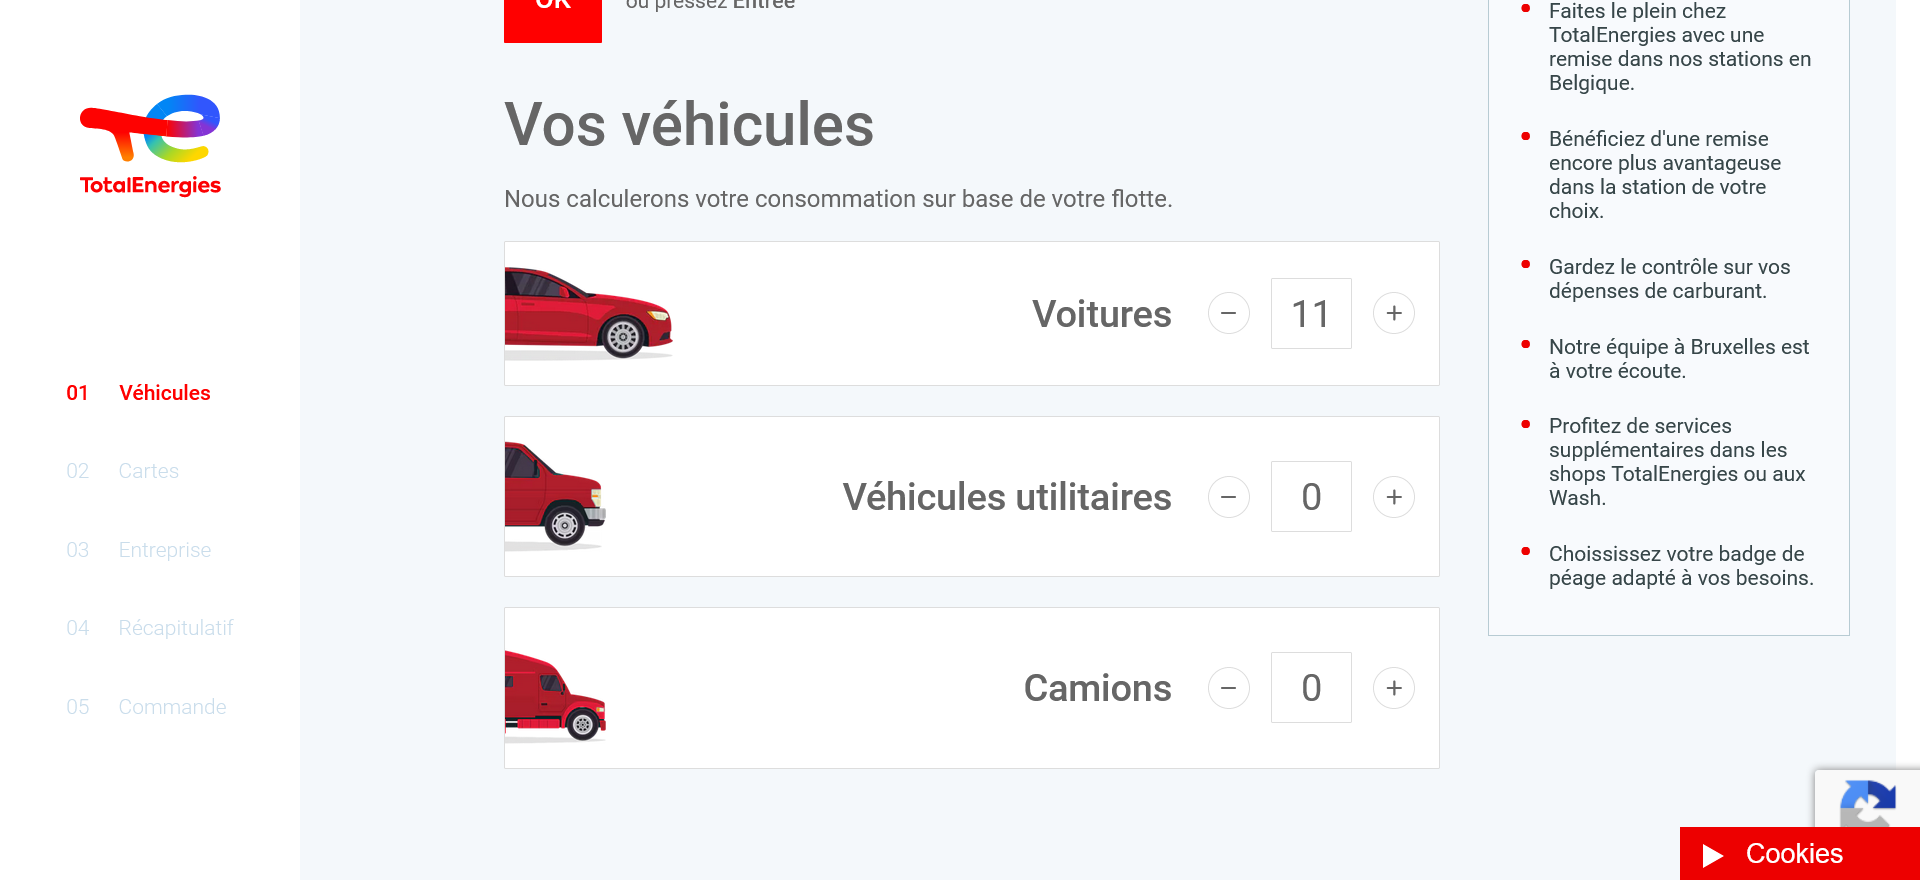 OK
ou pressez Entrée
TotalEnergies
01 Véhicules
02 Cartes
03 Entreprise
04 Récapitulatif
05 Commande
Vos véhicules
Nous calculerons votre consommation sur base de votre flotte.
Voitures
11
Véhicules utilitaires
0
Camions
0
Faites le plein chez
TotalEnergies avec une
remise dans nos stations en
Belgique.
Bénéficiez d'une remise
encore plus avantageuse
dans la station de votre
choix.
Gardez le contrôle sur vos
dépenses de carburant.
Notre équipe à Bruxelles est
à votre écoute.
Profitez de services
supplémentaires dans les
shops TotalEnergies ou aux
Wash.
Choississez votre badge de
péage adapté à vos besoins.
Cookies